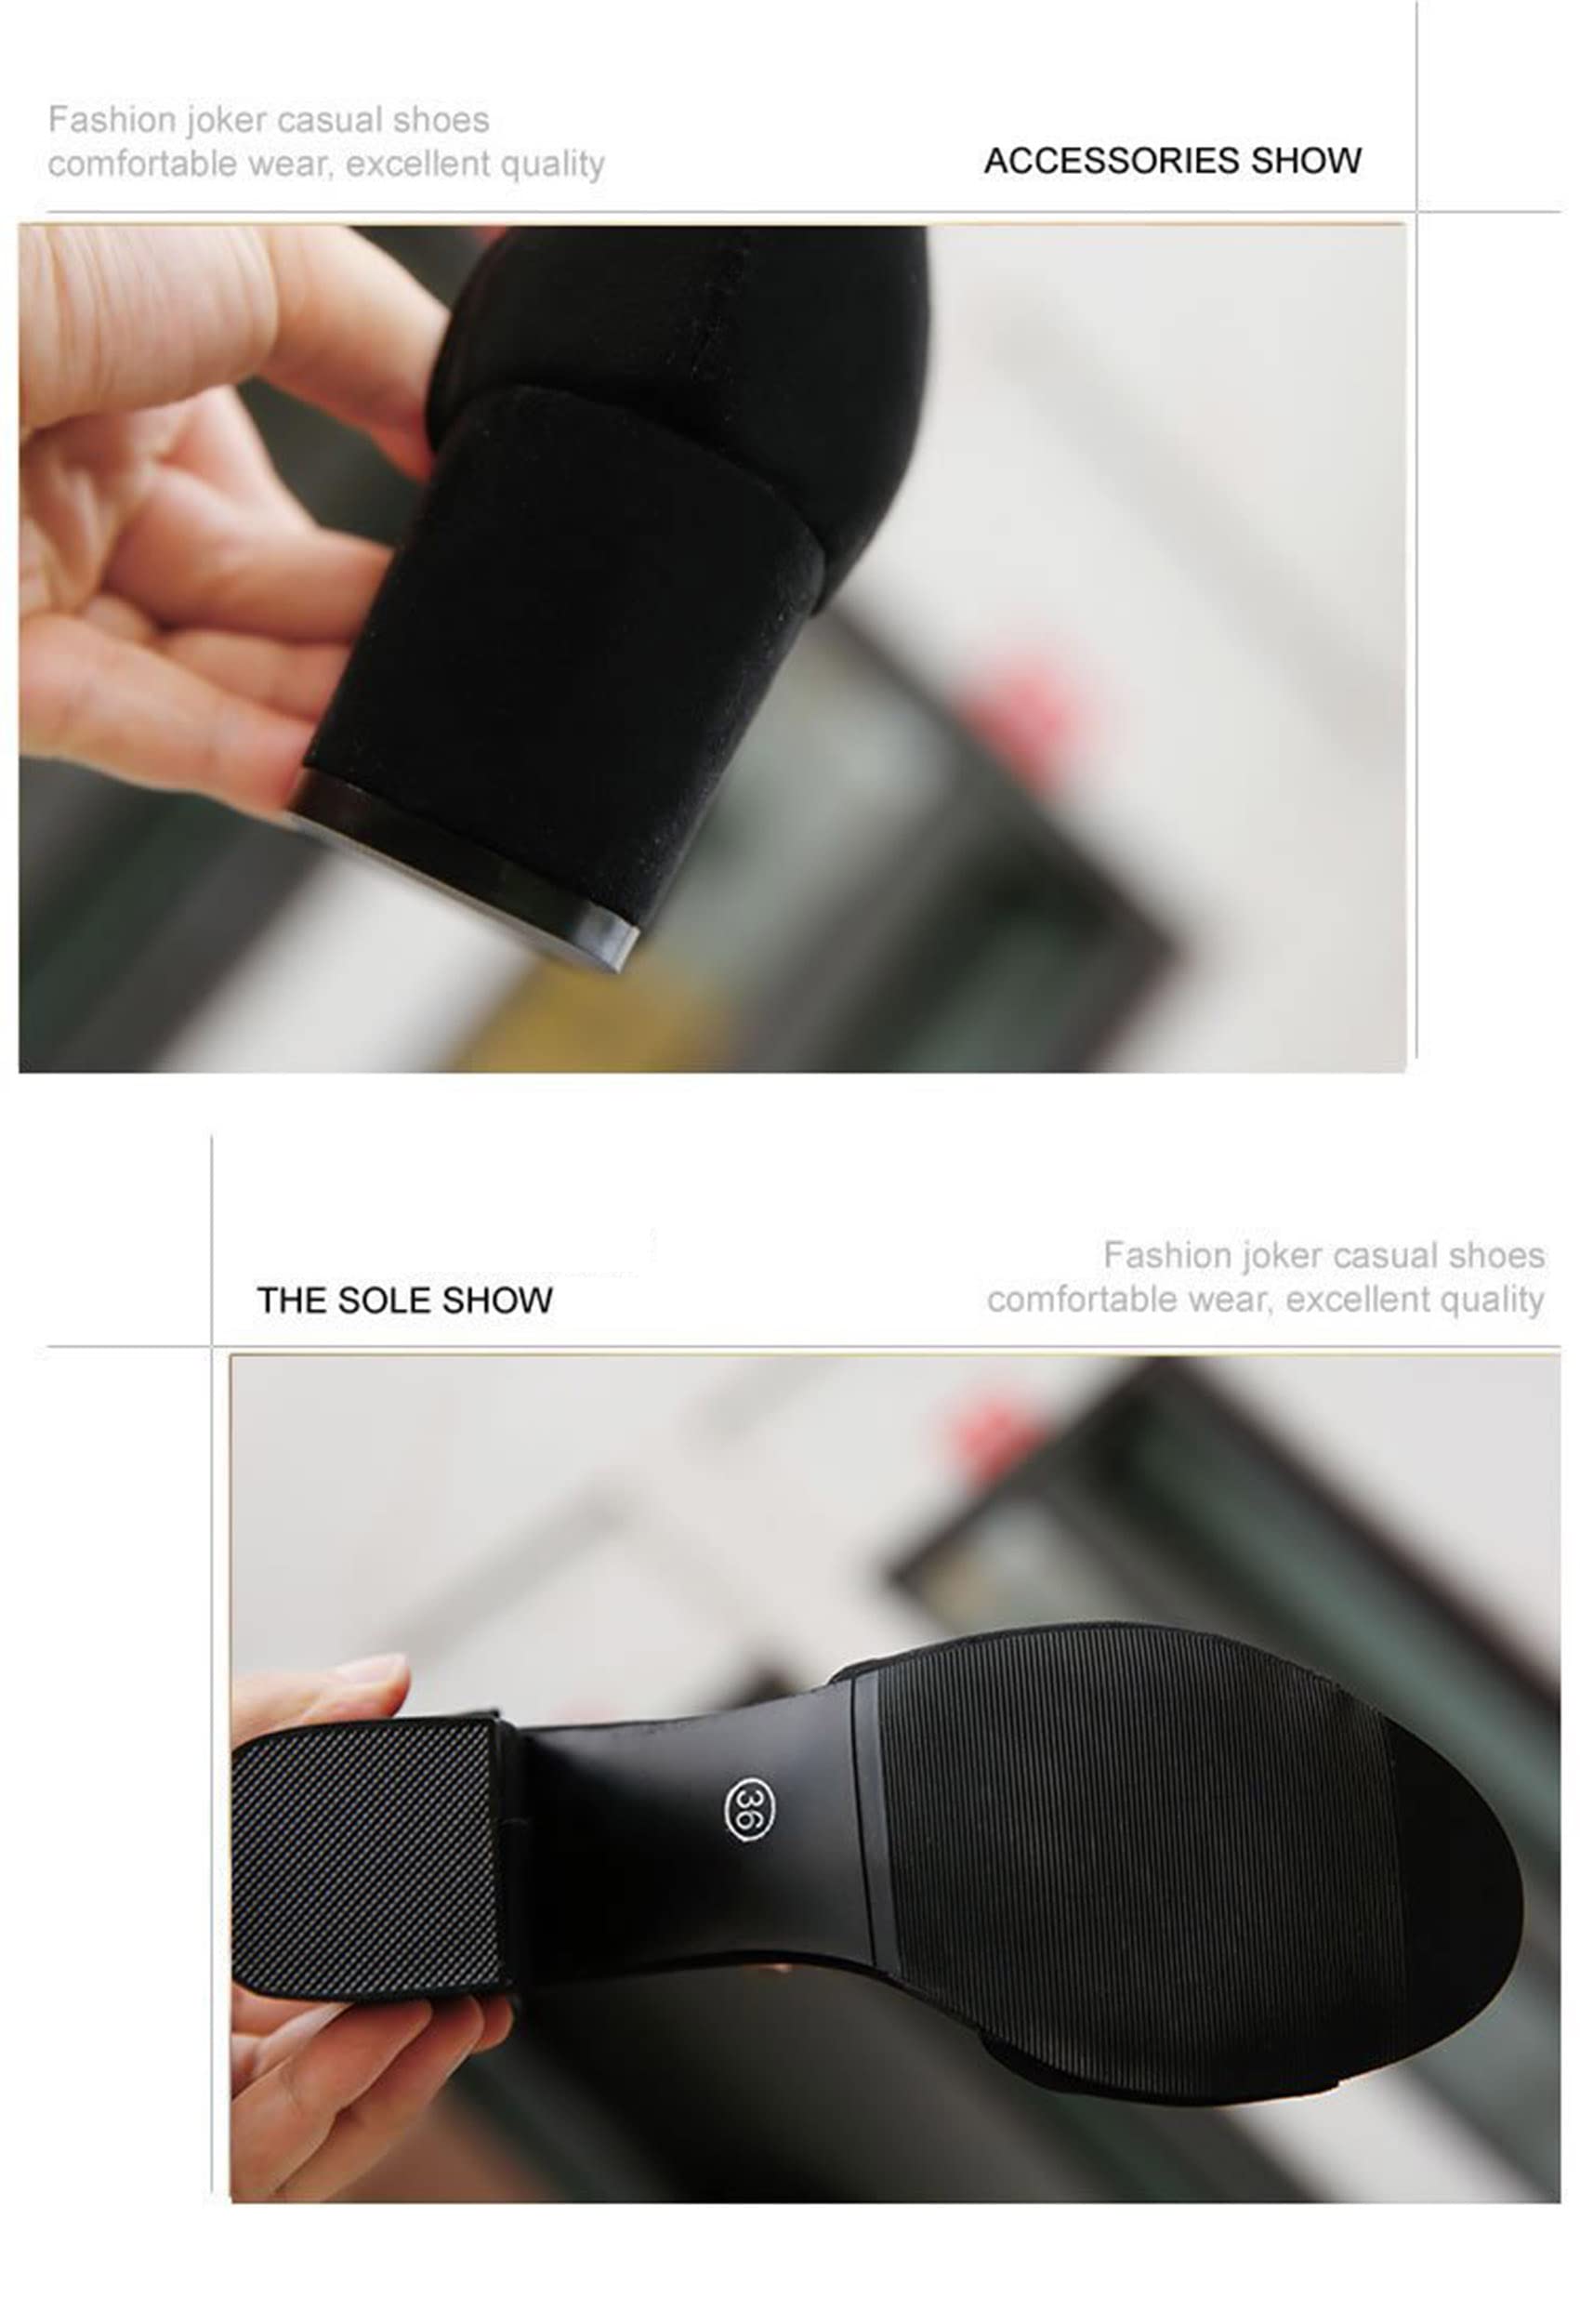 Fashion joker casual shoes
comfortable wear, excellent quality
ACCESSORIES SHOW
THE SOLE SHOW
Fashion joker casual shoes
comfortable wear, excellent quality
36